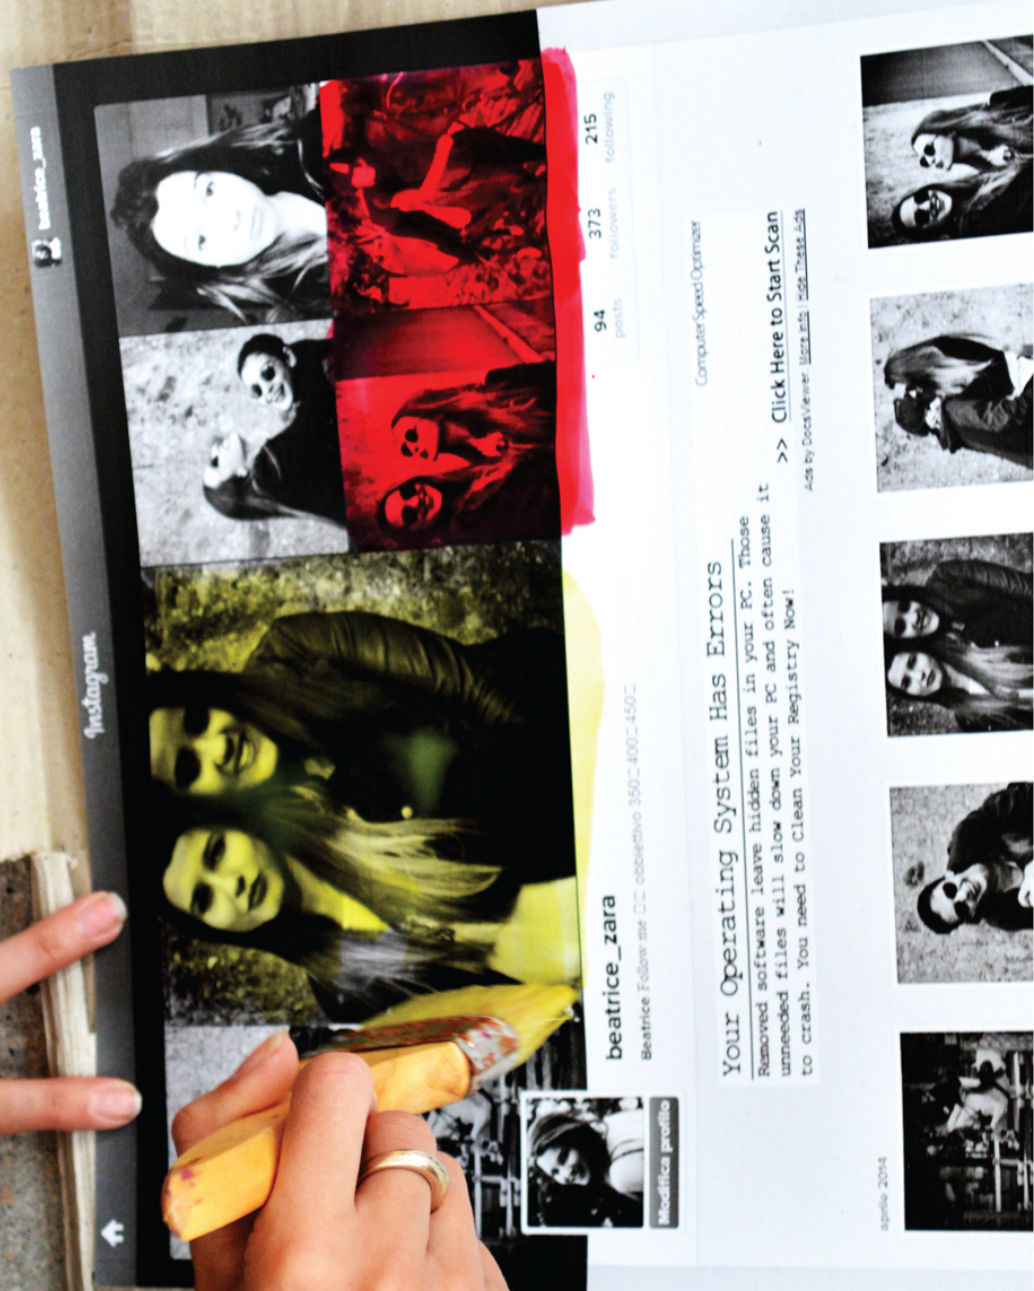 Instagram
beatrice_zara
94
posts
373
followers
215
following
beatrice_zara
Beatrice Follow me □□ obbiettivo 350□400□450□
Modifica profilo
ComputerSpeed Optimizer
Your Operating System Has Errors
Ramoved software leave hidden files in your PC. Those
unneeded files will slow down your PC and often cause it
to crash. You need to Clean Your Registry Now!
>> Click Here to Start Scan
Ads by DocsViewer. More Info | Hide These Ads
aprile 2014